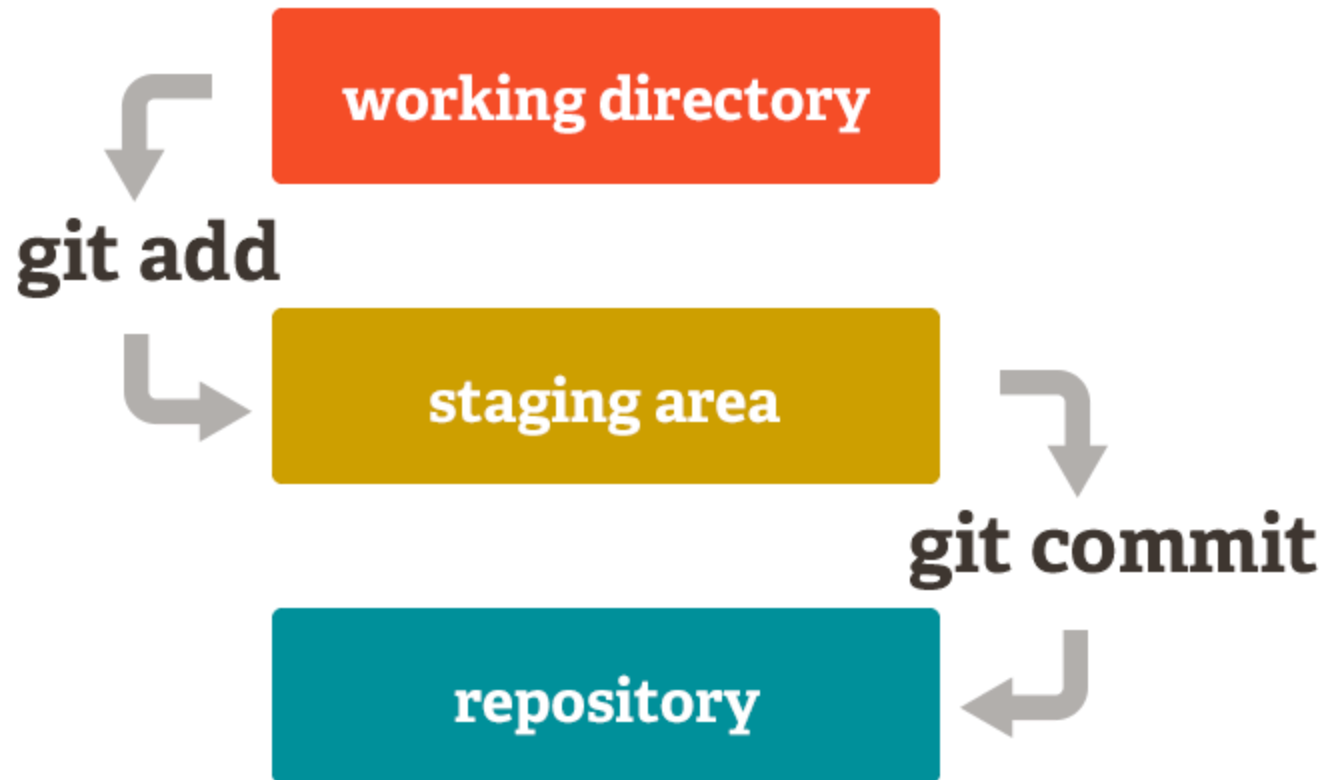 working directory
git add
staging area
git commit
repository